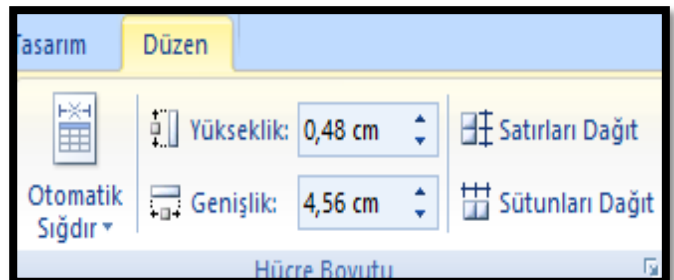 Tasarım Düzen
Yükseklik: 0,48 cm Satırları Dağıt
Otomatik
Sığdır
Genişlik: 4,56 cm Sütunları Dağıt
Hücre Boyutu